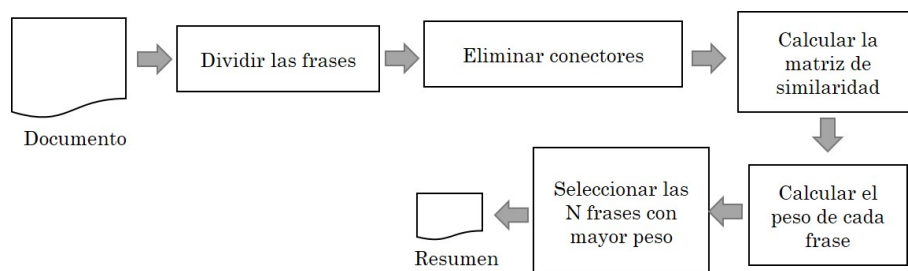 Documento
Dividir las frases
Eliminar conectores
Calcular la
matriz de
similaridad
Calcular el
peso de cada
frase
Seleccionar las
N frases con
mayor peso
Resumen